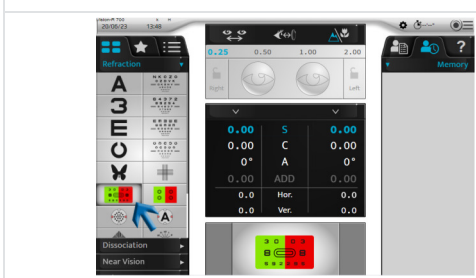 20/06/23 13:48
0.25 0.50 1.00 2.00
Refraction
Memory
Right Left
A
3
E
0.00 S 0.00
0.00 C 0.00
0° A 0°
0.00 ADD 0.00
0.0 Hor. 0.0
0.0 Ver. 0.0
A
Dissociation
Near Vision